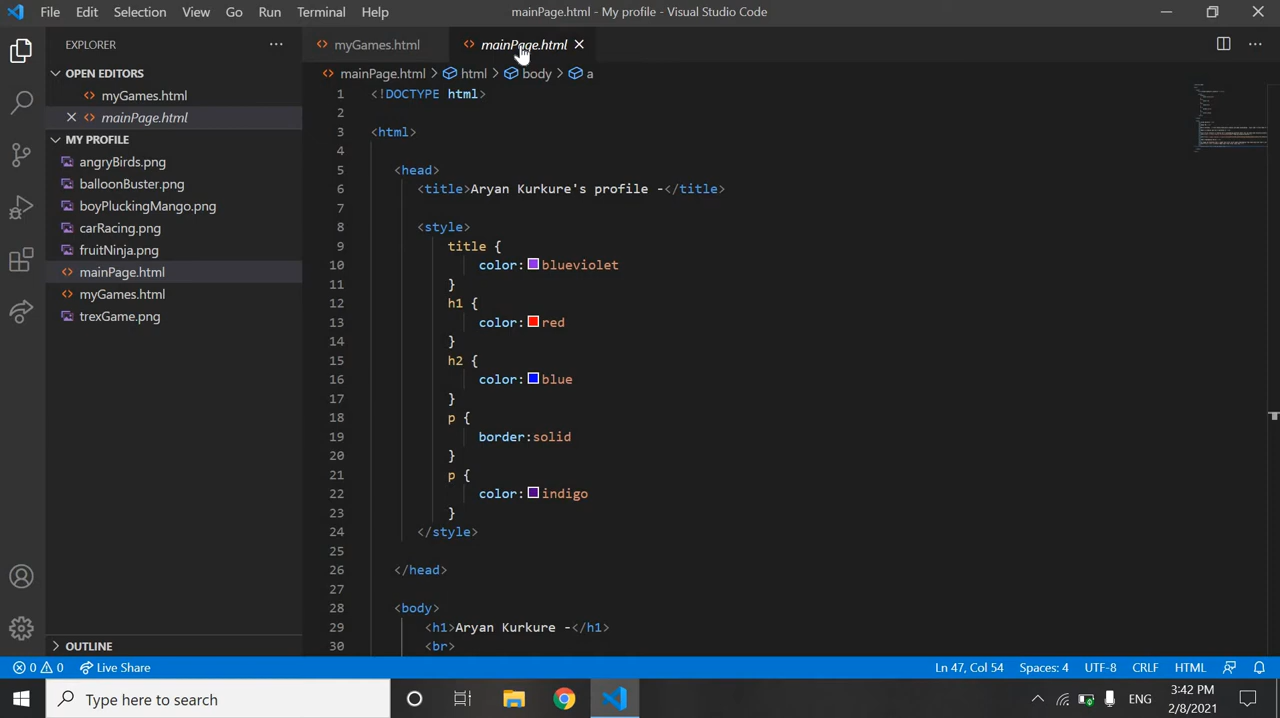 File Edit Selection View Go Run Terminal Help mainPage.html - My profile - Visual Studio Code
EXPLORER
OPEN EDITORS
myGames.html
mainPage.html
MY PROFILE
angryBirds.png
balloonBuster.png
boyPluckingMango.png
carRacing.png
fruitNinja.png
mainPage.html
myGames.html
trexGame.png
OUTLINE
myGames.html mainPage.html
mainPage.html > html > body > a
1 <!DOCTYPE html>
2
3 <html>
4
5 <head>
6 <title>Aryan Kurkure's profile -</title>
7
8 <style>
9 title {
10 color: blueviolet
11 }
12 h1 {
13 color: red
14 }
15 h2 {
16 color: blue
17 }
18 p {
19 border:solid
20 }
21 p {
22 color: indigo
23 }
24 </style>
25
26 </head>
27
28 <body>
29 <h1>Aryan Kurkure -</h1>
30 <br>
0 0 Live Share Ln 47, Col 54 Spaces: 4 UTF-8 CRLF HTML
Type here to search ENG 3:42 PM
2/8/2021